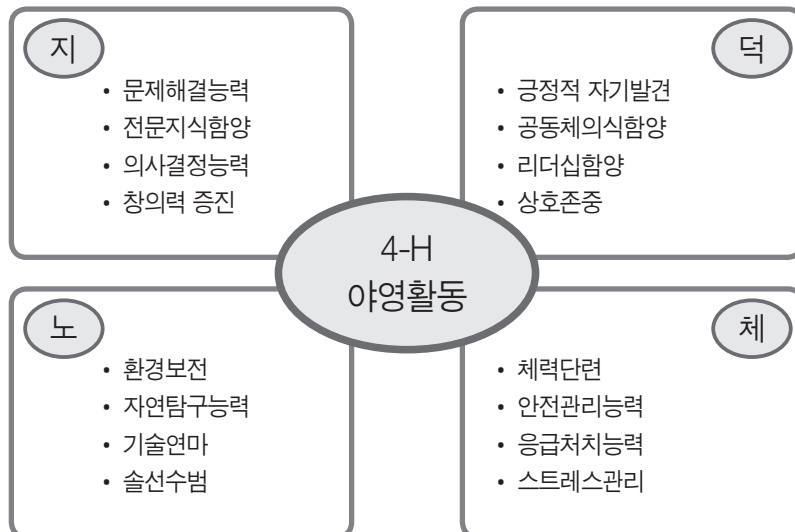 지
• 문제해결능력
• 전문지식함양
• 의사결정능력
• 창의력 증진
덕
• 긍정적 자기발견
• 공동체의식함양
• 리더십함양
• 상호존중
4-H
야영활동
노
• 환경보전
• 자연탐구능력
• 기술연마
• 솔선수범
체
• 체력단련
• 안전관리능력
• 응급처치능력
• 스트레스관리